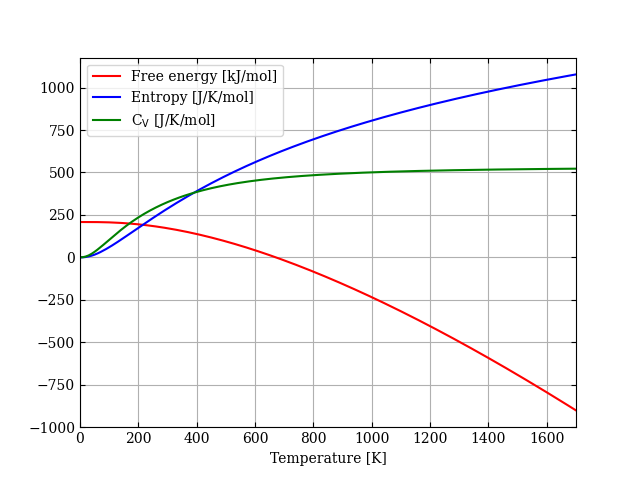 Free energy [kJ/mol]
Entropy [J/K/mol]
C_V [J/K/mol]
1000
750
500
250
0
−250
−500
−750
−1000
0 200 400 600 800 1000 1200 1400 1600
Temperature [K]